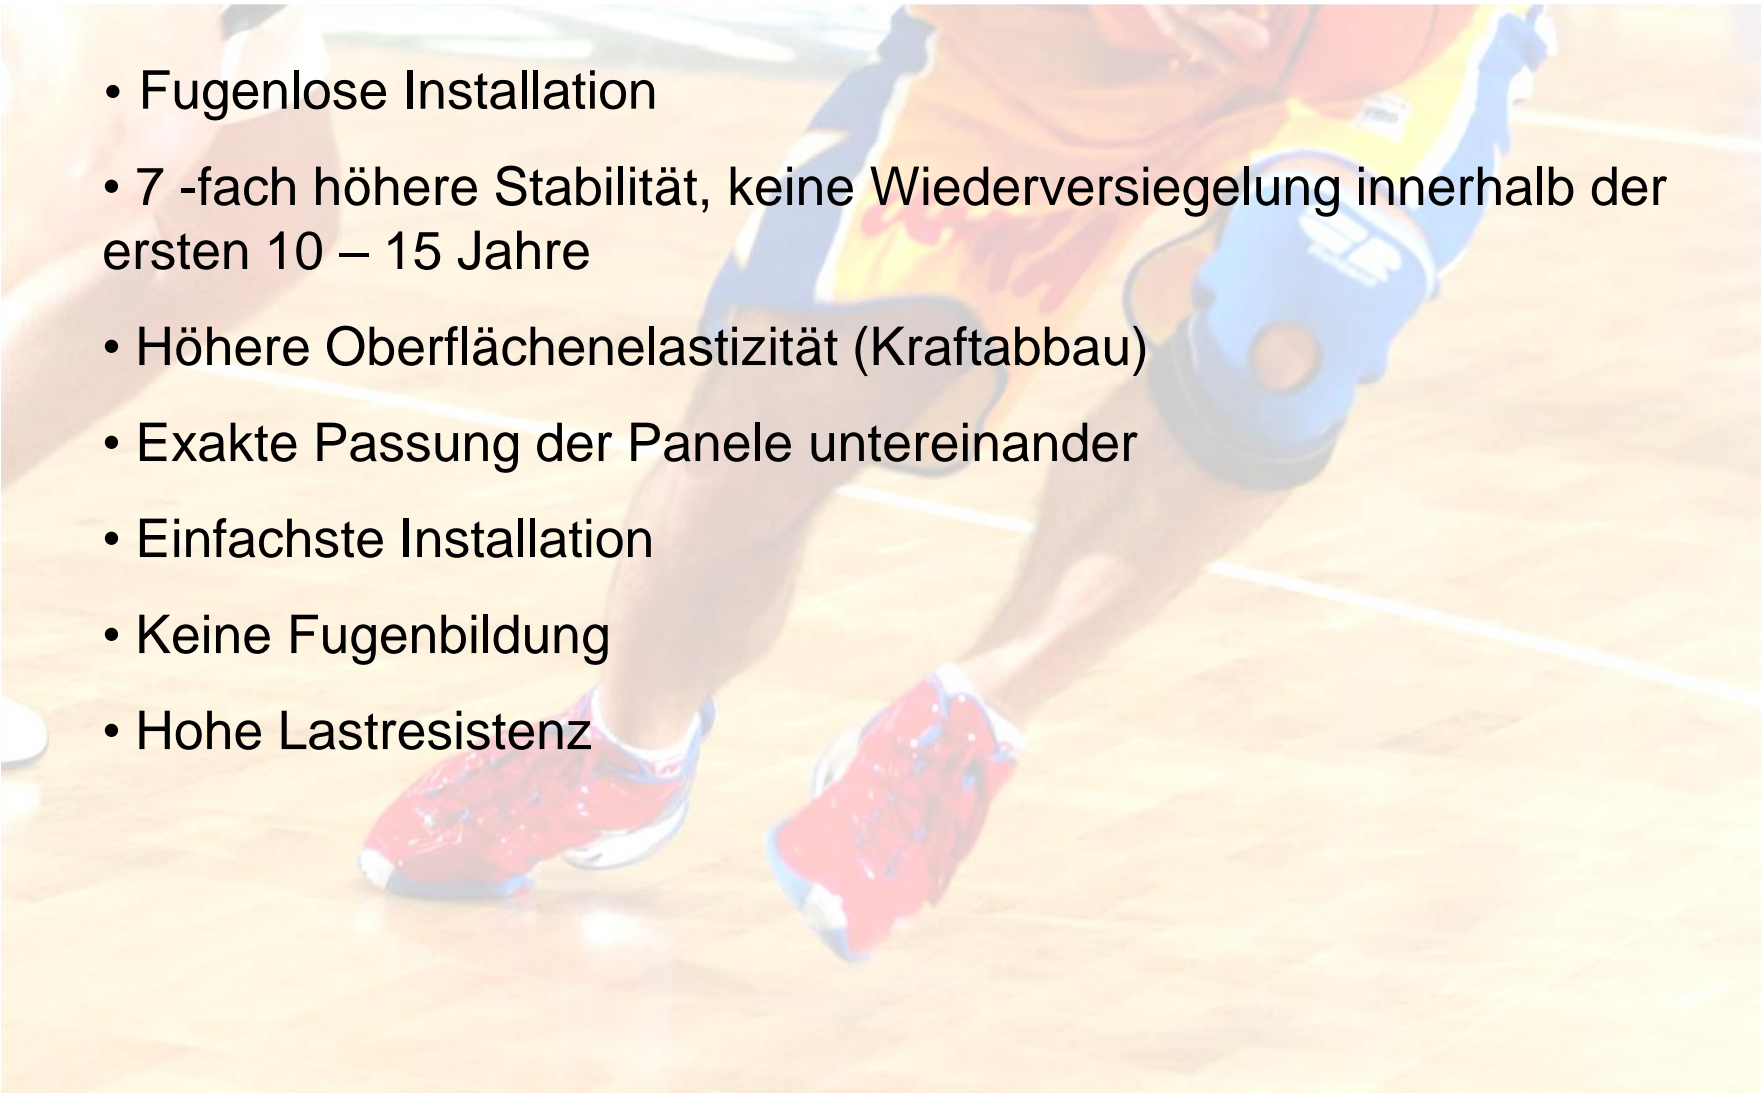 • Fugenlose Installation
• 7 -fach höhere Stabilität, keine Wiederversiegelung innerhalb der
ersten 10 – 15 Jahre
• Höhere Oberflächenelastizität (Kraftabbau)
• Exakte Passung der Panele untereinander
• Einfachste Installation
• Keine Fugenbildung
• Hohe Lastresistenz